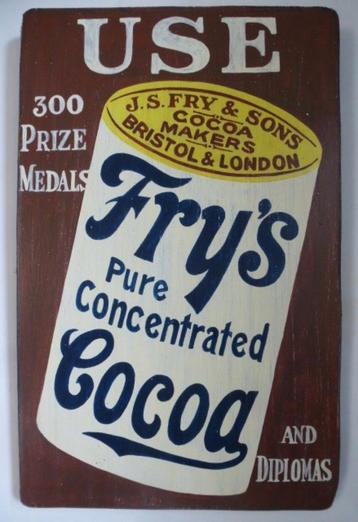 USE
300
PRIZE
MEDALS
J.S. FRY & SONS
COCOA
MAKERS
BRISTOL & LONDON
Fry's
Pure
Concentrated
Cocoa
AND
DIPLOMAS